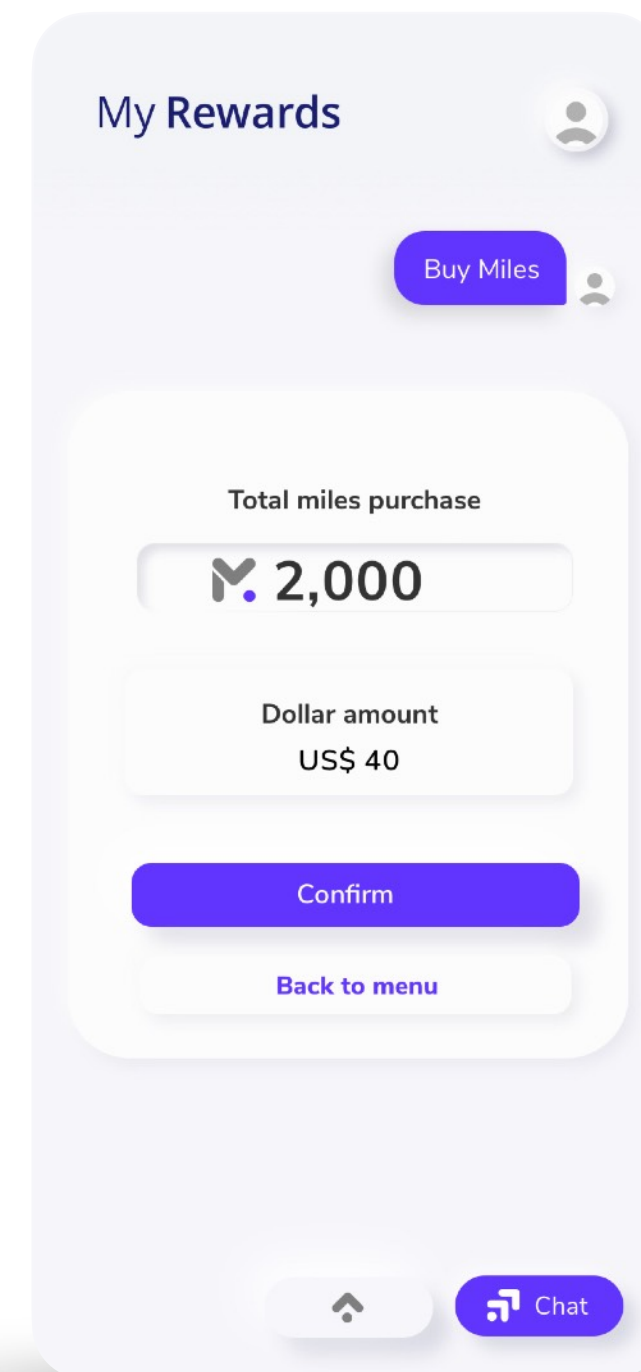 My Rewards
Buy Miles
Total miles purchase
2,000
Dollar amount
US$ 40
Confirm
Back to menu
Chat